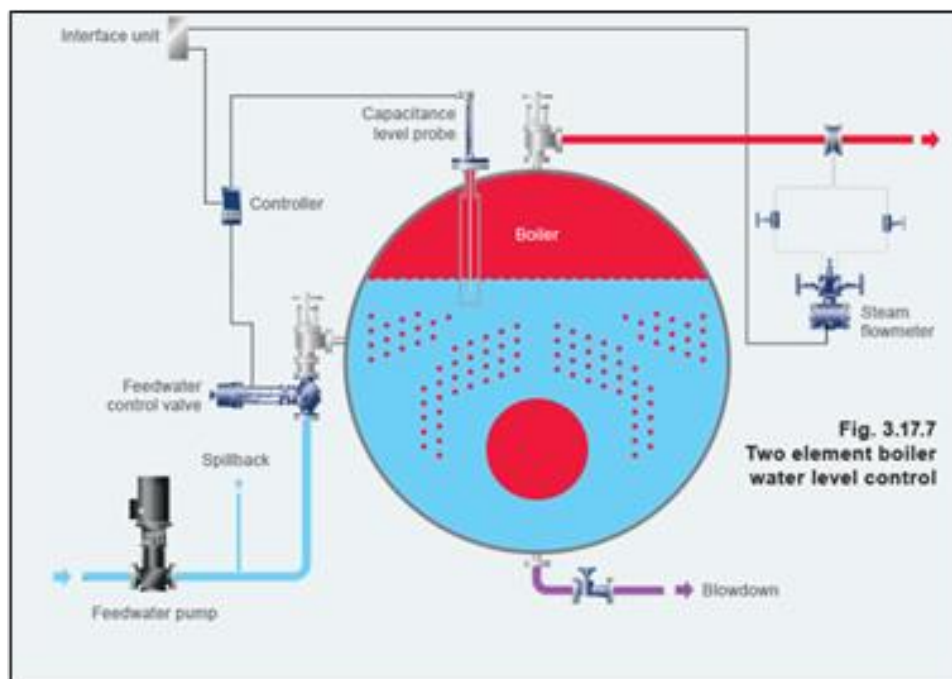 Interface unit
Capacitance
level probe
Controller
Boiler
Steam
flowmeter
Feedwater
control valve
Fig. 3.17.7
Two element boiler
water level control
Spillback
Feedwater pump
Blowdown